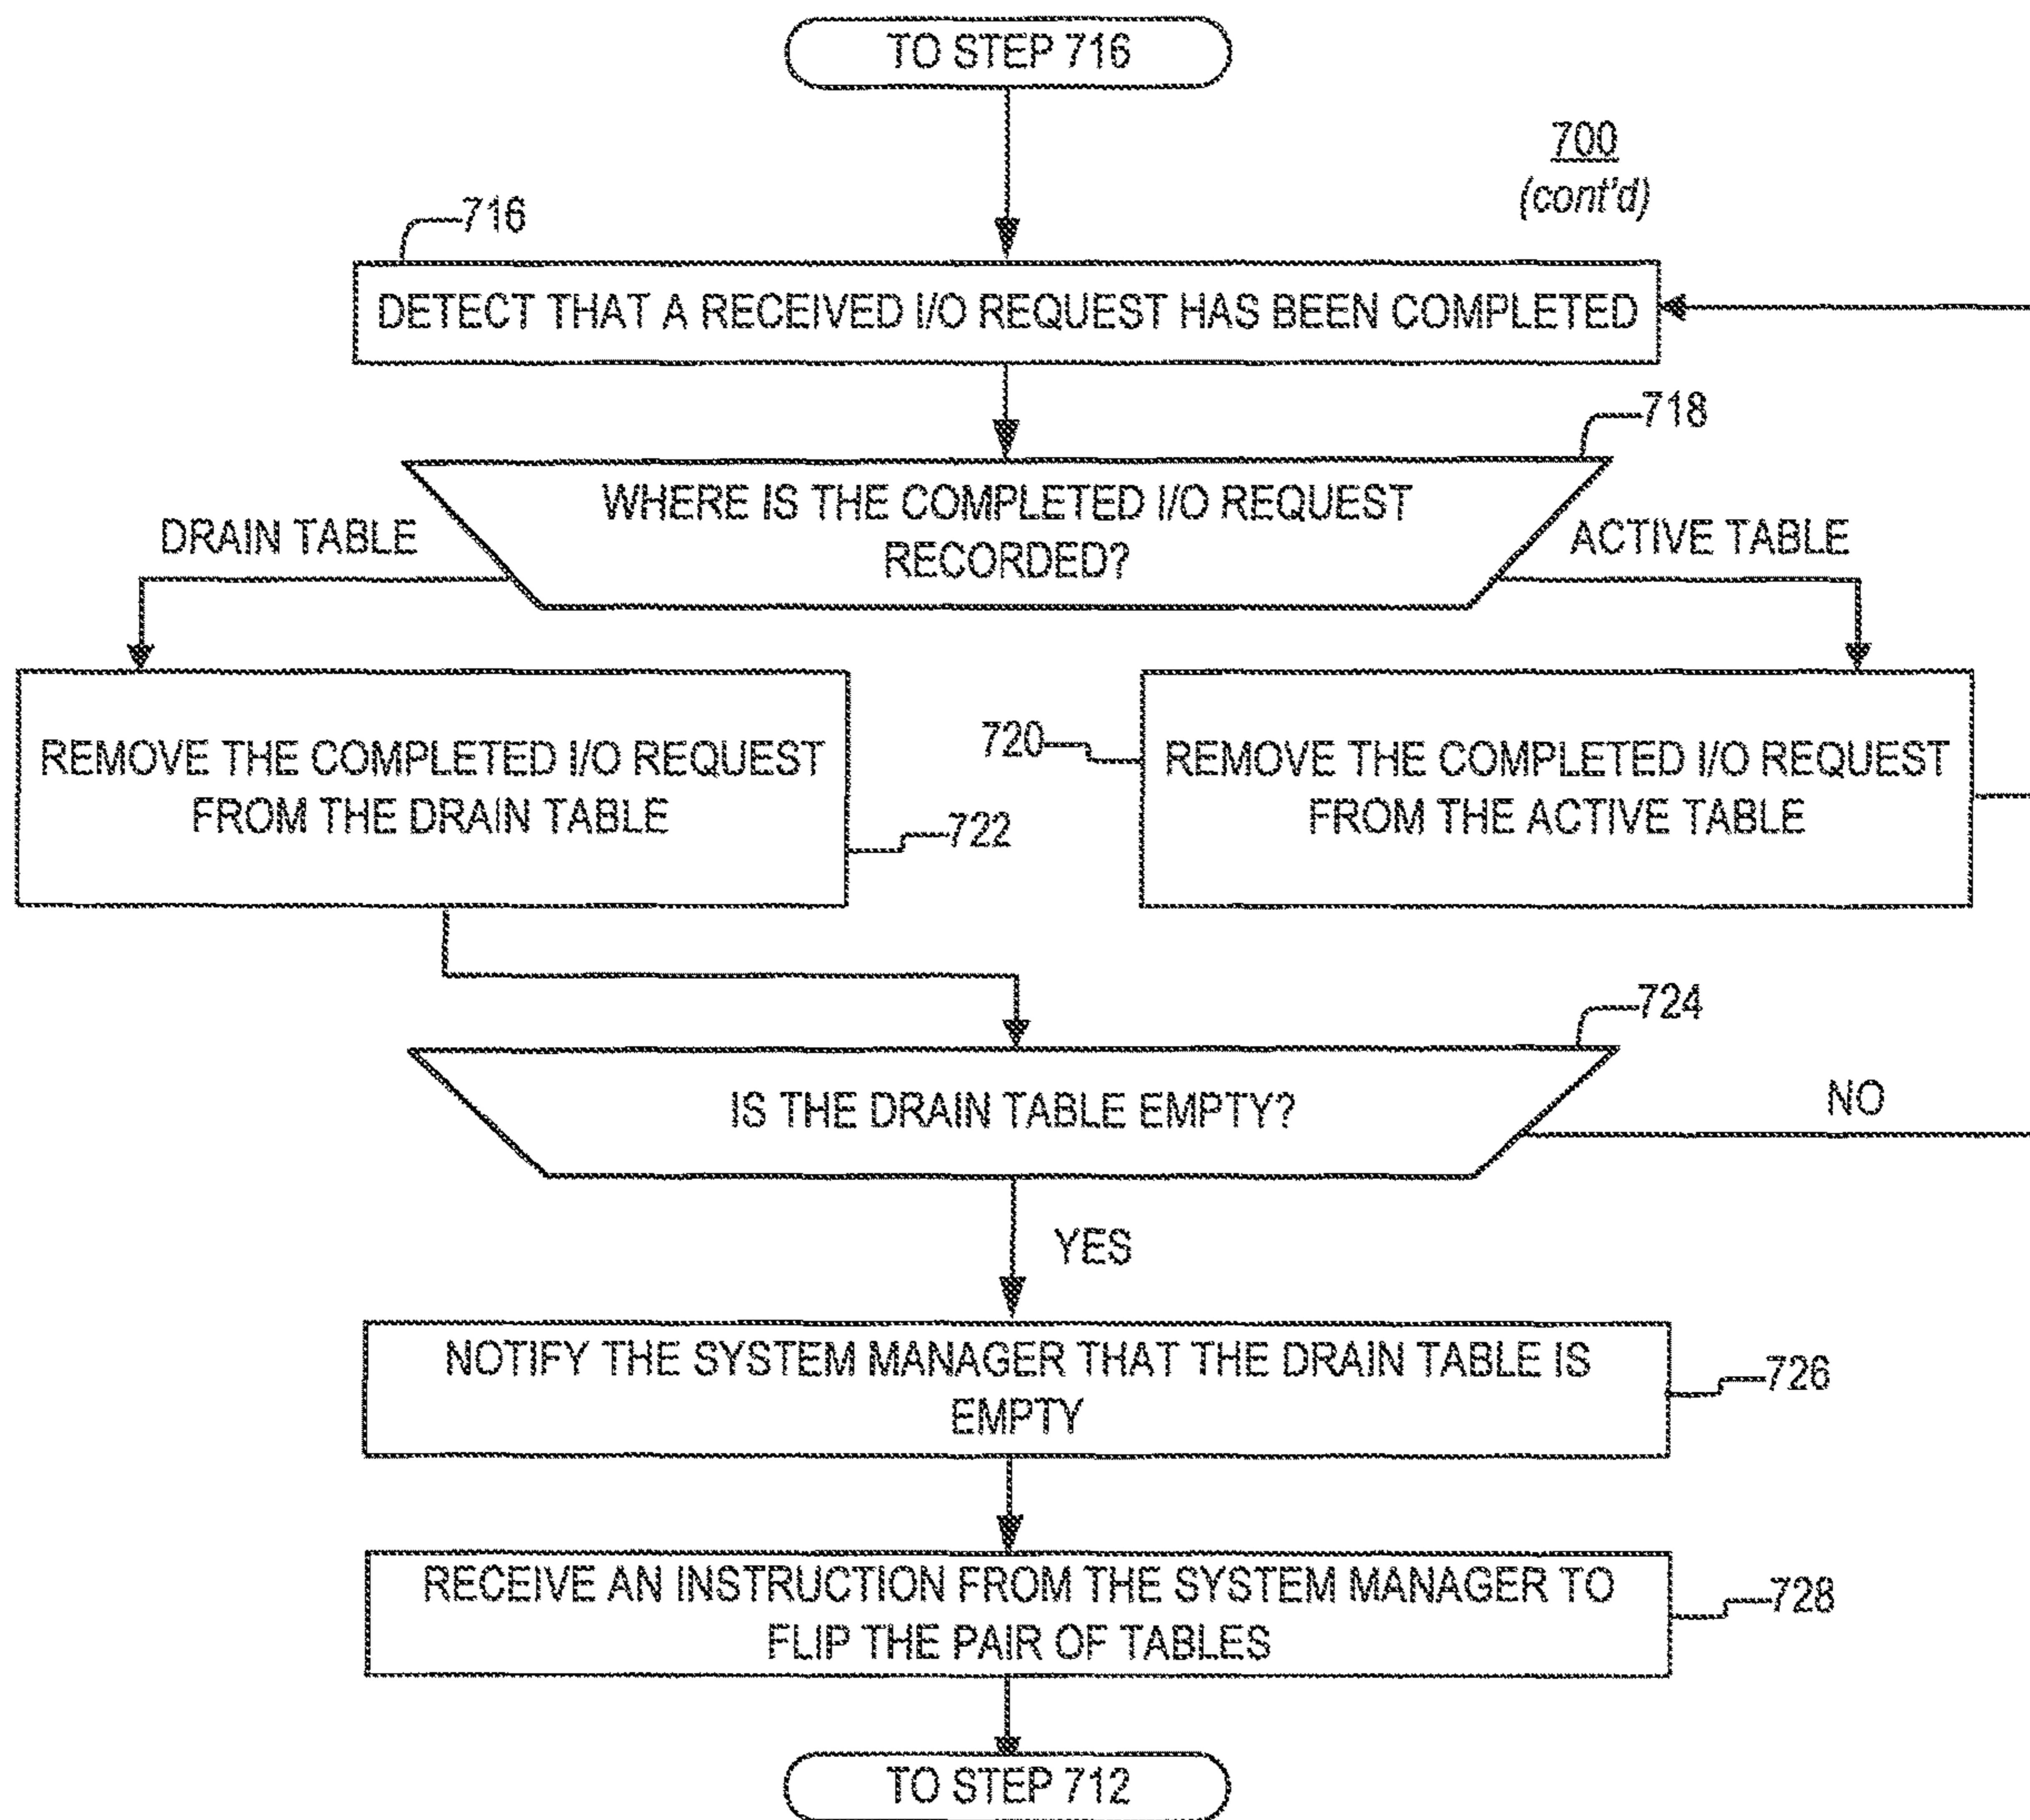 TO STEP 716
700
(cont'd)
716
DETECT THAT A RECEIVED I/O REQUEST HAS BEEN COMPLETED
718
WHERE IS THE COMPLETED I/O REQUEST
RECORDED?
DRAIN TABLE
ACTIVE TABLE
REMOVE THE COMPLETED I/O REQUEST
FROM THE DRAIN TABLE
722
720
REMOVE THE COMPLETED I/O REQUEST
FROM THE ACTIVE TABLE
724
IS THE DRAIN TABLE EMPTY?
NO
YES
NOTIFY THE SYSTEM MANAGER THAT THE DRAIN TABLE IS
EMPTY
726
RECEIVE AN INSTRUCTION FROM THE SYSTEM MANAGER TO
FLIP THE PAIR OF TABLES
728
TO STEP 712